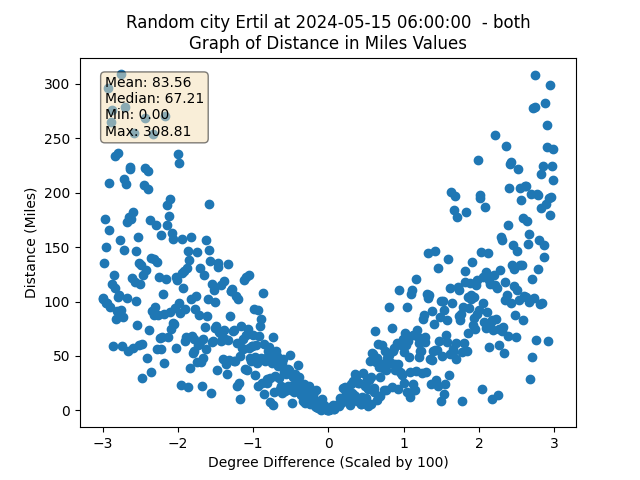 Random city Ertil at 2024-05-15 06:00:00  - both
Graph of Distance in Miles Values
Mean: 83.56
Median: 67.21
Min: 0.00
Max: 308.81
300
250
200
150
100
50
0
Distance (Miles)
−3 −2 −1 0 1 2 3
Degree Difference (Scaled by 100)